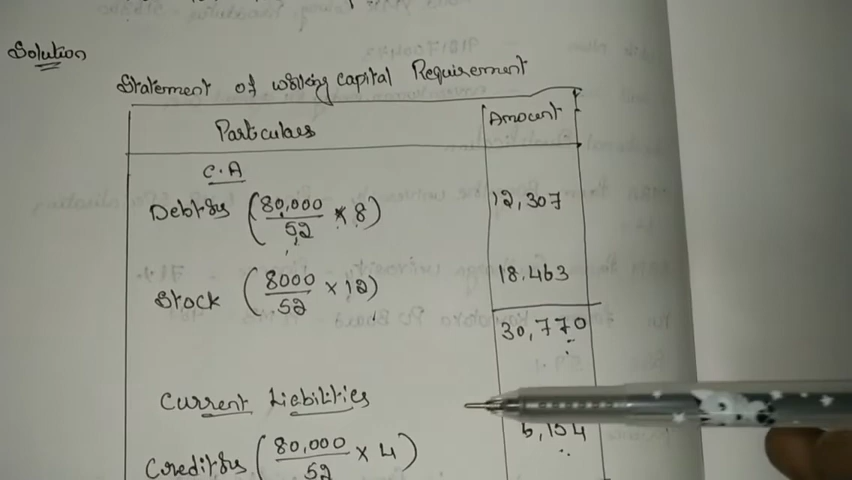 Solution
Statement of working capital Requirement
Particulars Amount
C.A
Debtors (80,000/52 × 8) 12,307
Stock (8000/52 × 12) 18.463
30,770
Current Liebilties
Creditors (80,000/52 × 4) 6,154